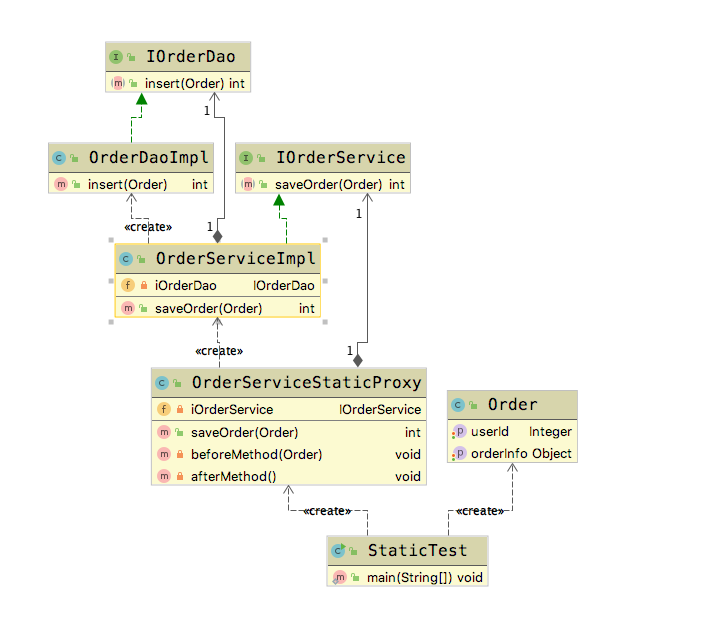 IOrderDao
insert(Order) int
1
OrderDaoImpl
insert(Order) int
IOrderService
saveOrder(Order) int
«create»
1
1
OrderServiceImpl
iOrderDao IOrderDao
saveOrder(Order) int
«create»
1
OrderServiceStaticProxy
iOrderService IOrderService
saveOrder(Order) int
beforeMethod(Order) void
afterMethod() void
Order
userId Integer
orderInfo Object
«create»
«create»
StaticTest
main(String[]) void